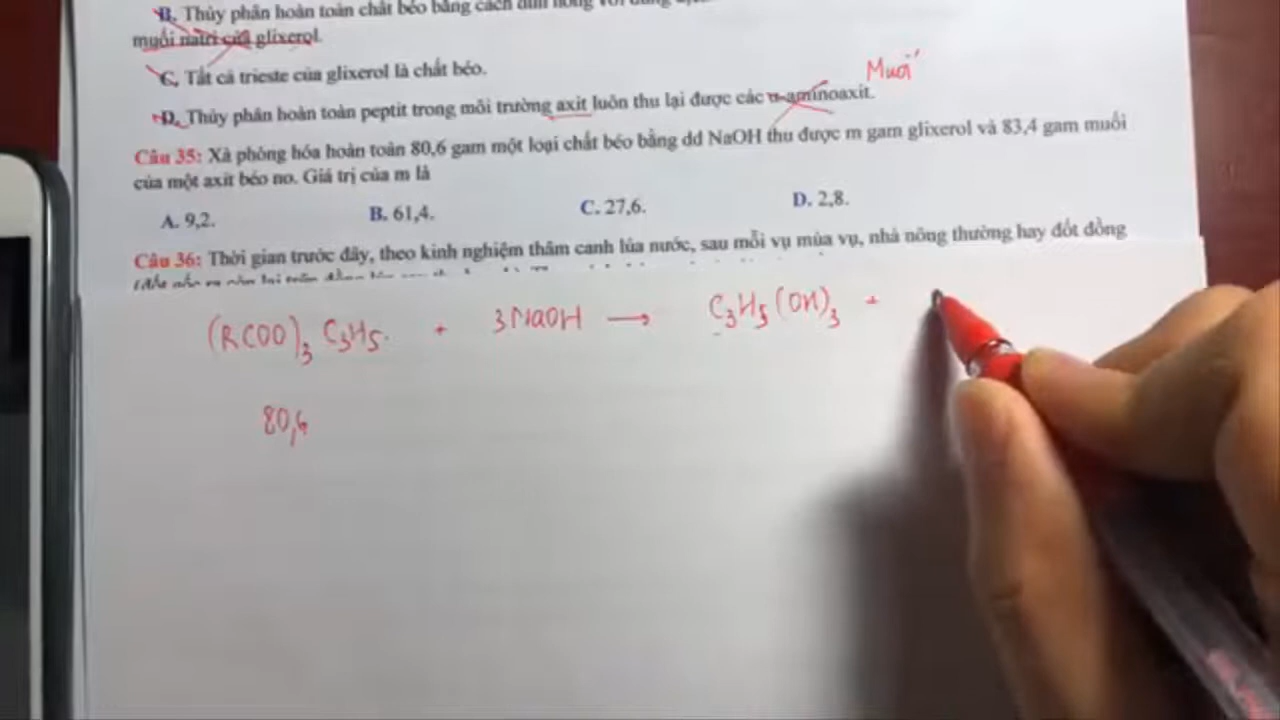 B. Thủy phân hoàn toàn chất béo bằng cách đun nóng với dung
muối natri của glixerol.
C. Tất cả trieste của glixerol là chất béo.
Muối
D. Thủy phân hoàn toàn peptit trong môi trường axit luôn thu lại được các α-aminoaxit.
Câu 35: Xà phòng hóa hoàn toàn 80,6 gam một loại chất béo bằng dd NaOH thu được m gam glixerol và 83,4 gam muối
của một axit béo no. Giá trị của m là
A. 9,2. B. 61,4. C. 27,6. D. 2,8.
Câu 36: Thời gian trước đây, theo kinh nghiệm thâm canh lúa nước, sau mỗi vụ mùa vụ, nhà nông thường hay đốt đồng
(RCOO)₃ C₃H₅. + 3NaOH → C₃H₅(OH)₃ +
80,6